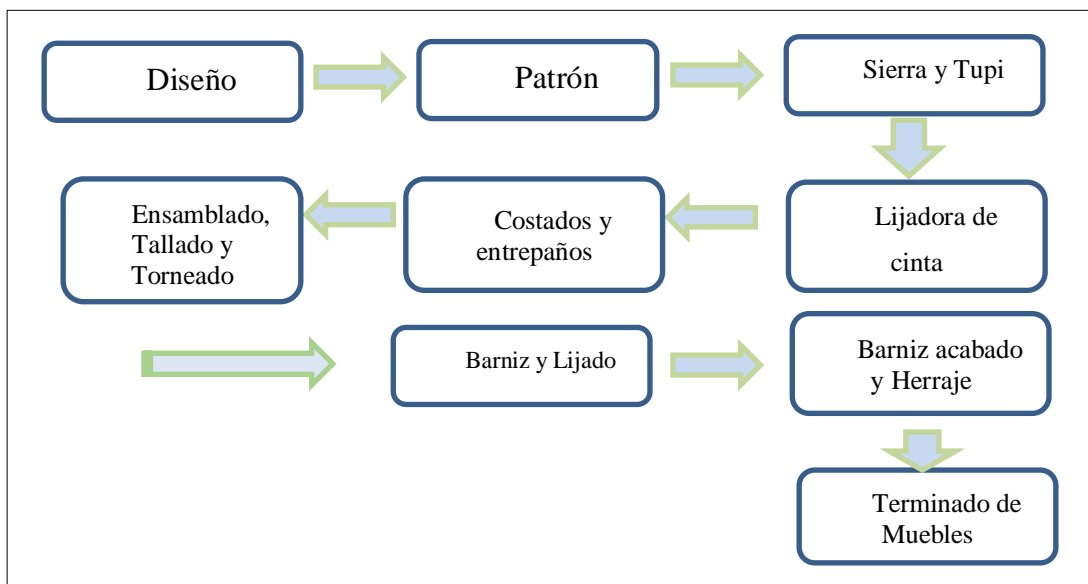 Diseño
Patrón
Sierra y Tupi
Lijadora de
cinta
Costados y
entrepaños
Ensamblado,
Tallado y
Torneado
Barniz y Lijado
Barniz acabado
y Herraje
Terminado de
Muebles